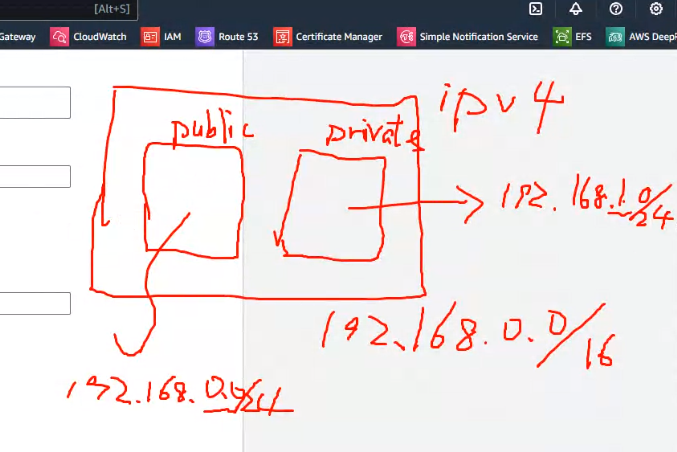 [Alt+S]
Gateway CloudWatch IAM Route 53 Certificate Manager Simple Notification Service EFS AWS Deep
ipv4
public private
192.168.1.0/24
192.168.0.0/16
192.168.0.0/24